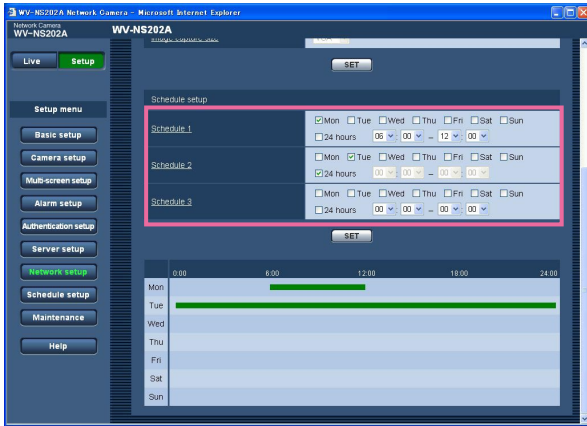 WV-NS202A Network Camera - Microsoft Internet Explorer
Network Camera
WV-NS202A
WV-NS202A
Live Setup
Image capture size
SET
Setup menu
Basic setup
Camera setup
Multi-screen setup
Alarm setup
Authentication setup
Server setup
Network setup
Schedule setup
Maintenance
Help
Schedule setup
Schedule 1
Mon Tue Wed Thu Fri Sat Sun
24 hours 06 : 00 – 12 : 00
Schedule 2
Mon Tue Wed Thu Fri Sat Sun
24 hours 00 : 00 – 00 : 00
Schedule 3
Mon Tue Wed Thu Fri Sat Sun
24 hours 00 : 00 – 00 : 00
SET
0:00 6:00 12:00 18:00 24:00
Mon
Tue
Wed
Thu
Fri
Sat
Sun